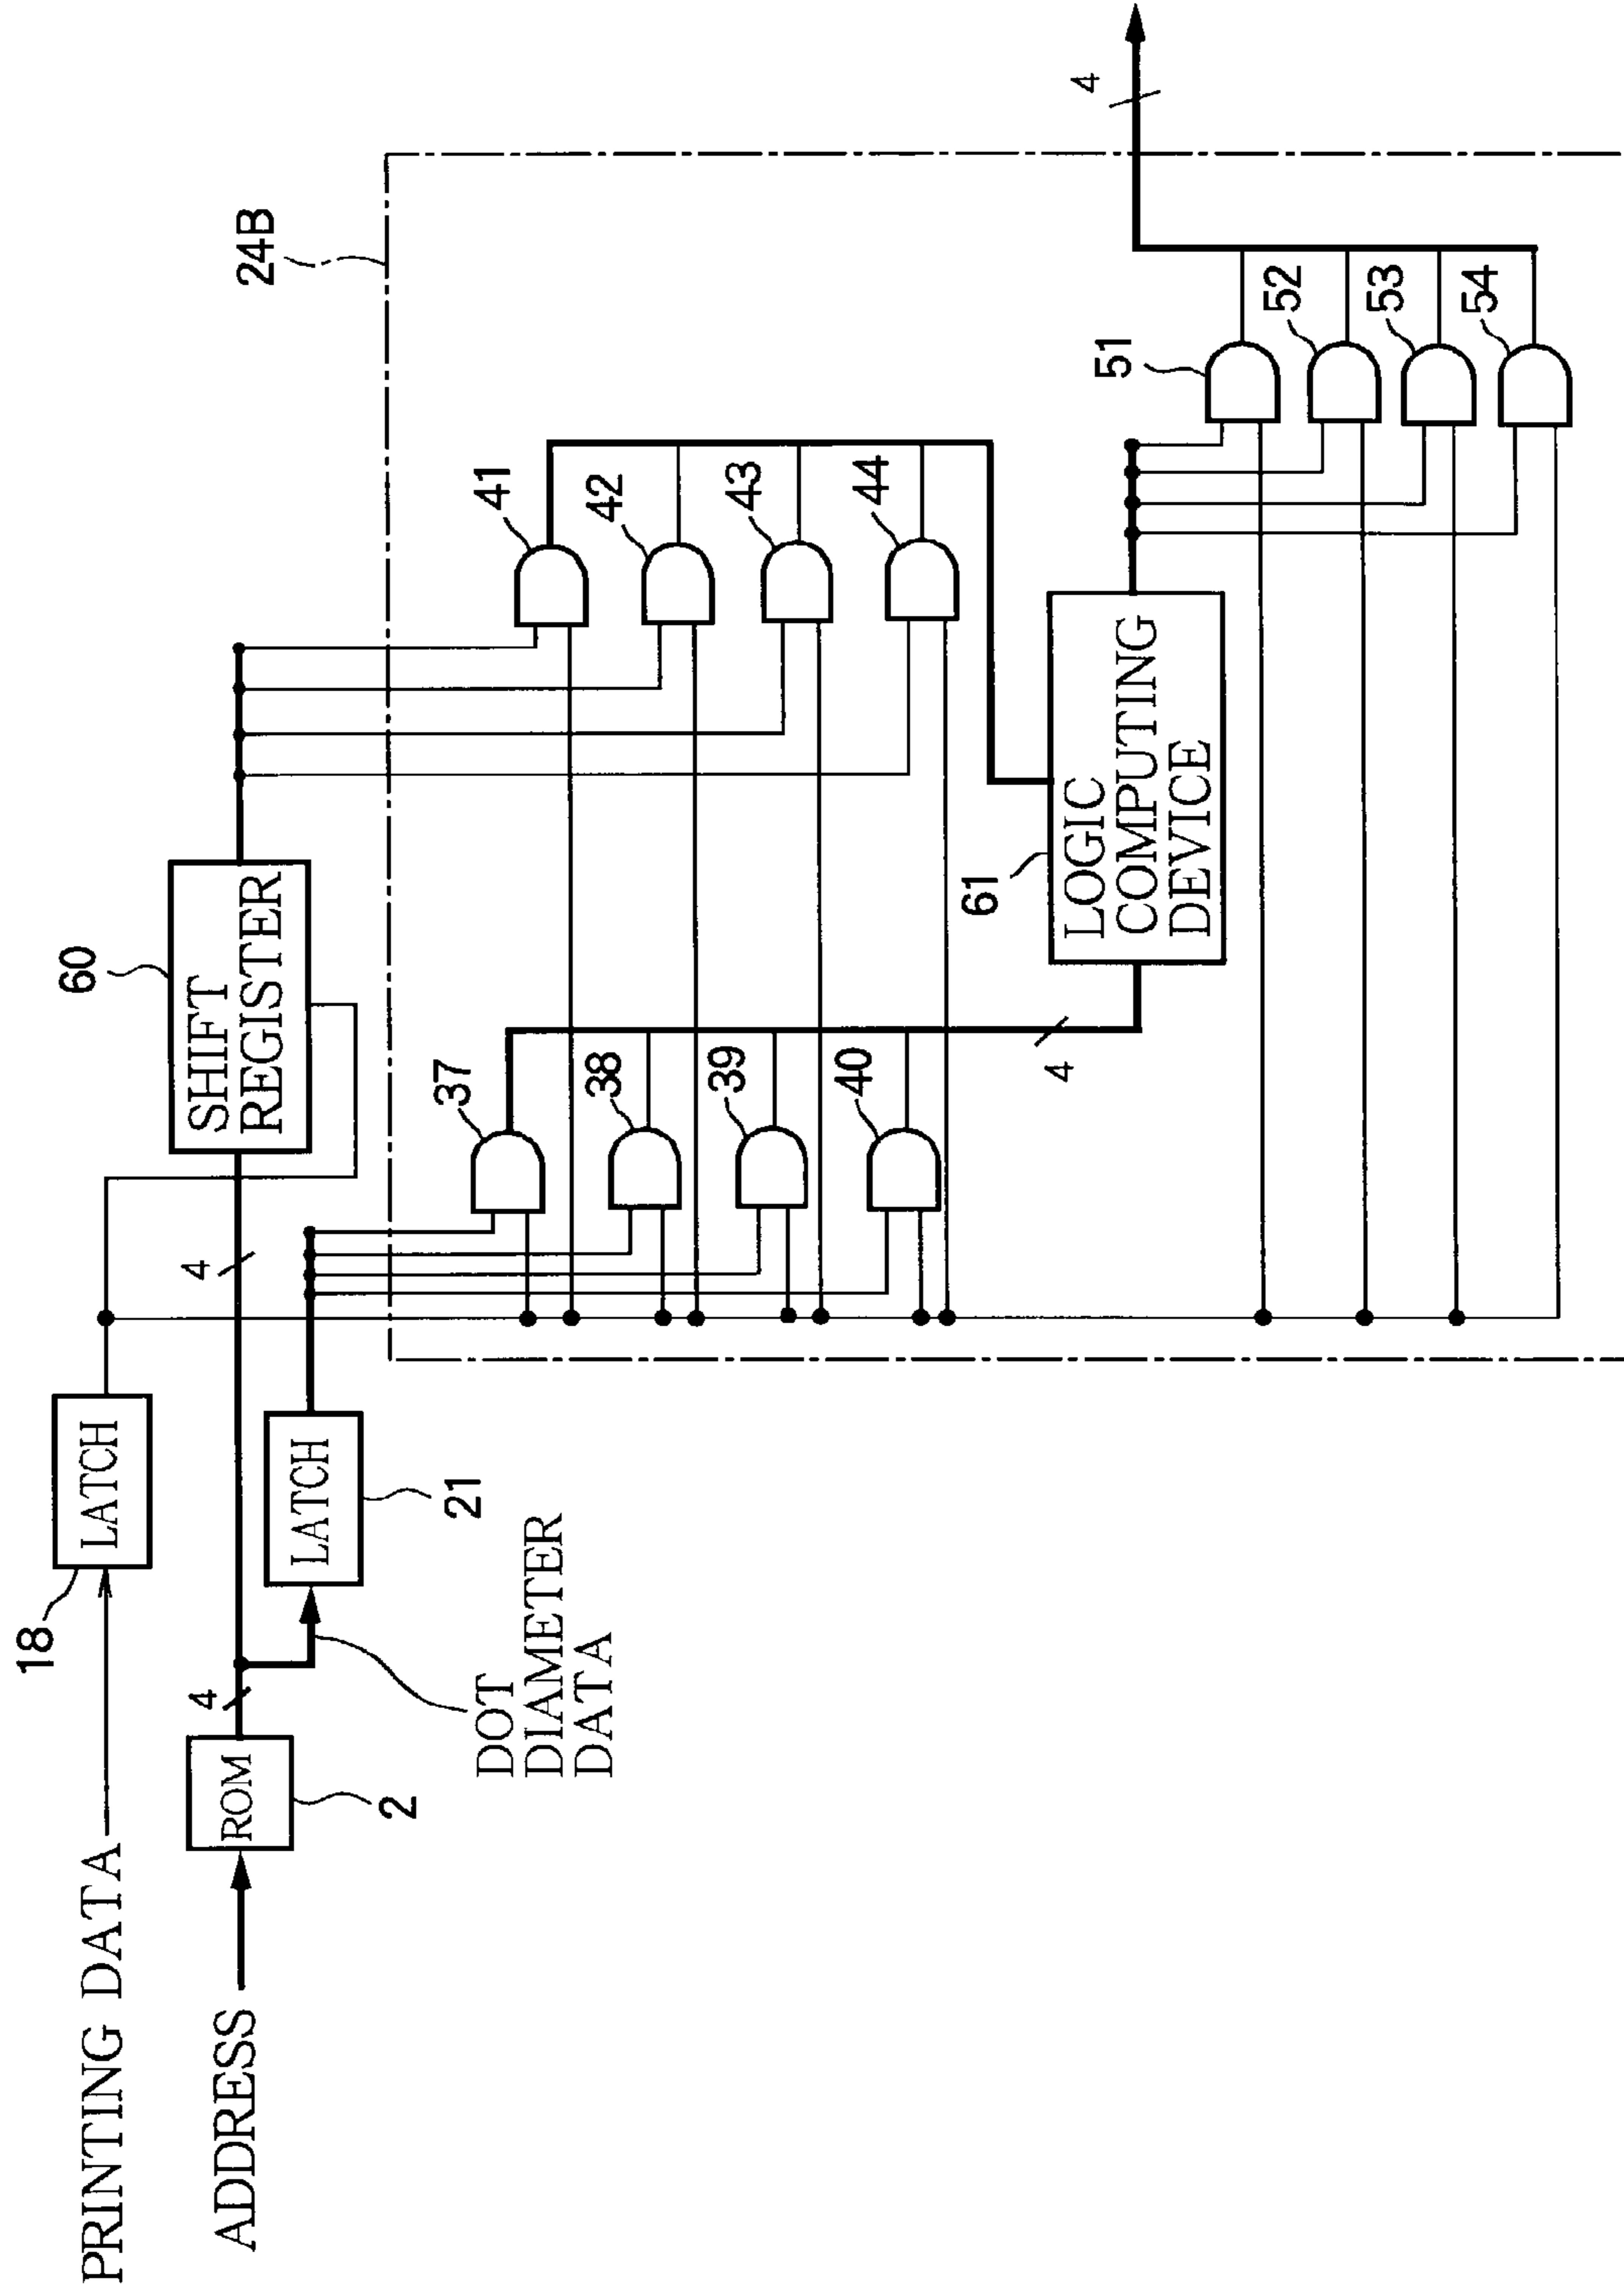 PRINTING DATA
18
LATCH
ADDRESS
ROM
2
4
DOT
DIAMETER
DATA
LATCH
21
4
60
SHIFT
REGISTER
24B
37
38
39
40
4
41
42
43
44
61
LOGIC
COMPUTING
DEVICE
51
52
53
54
4